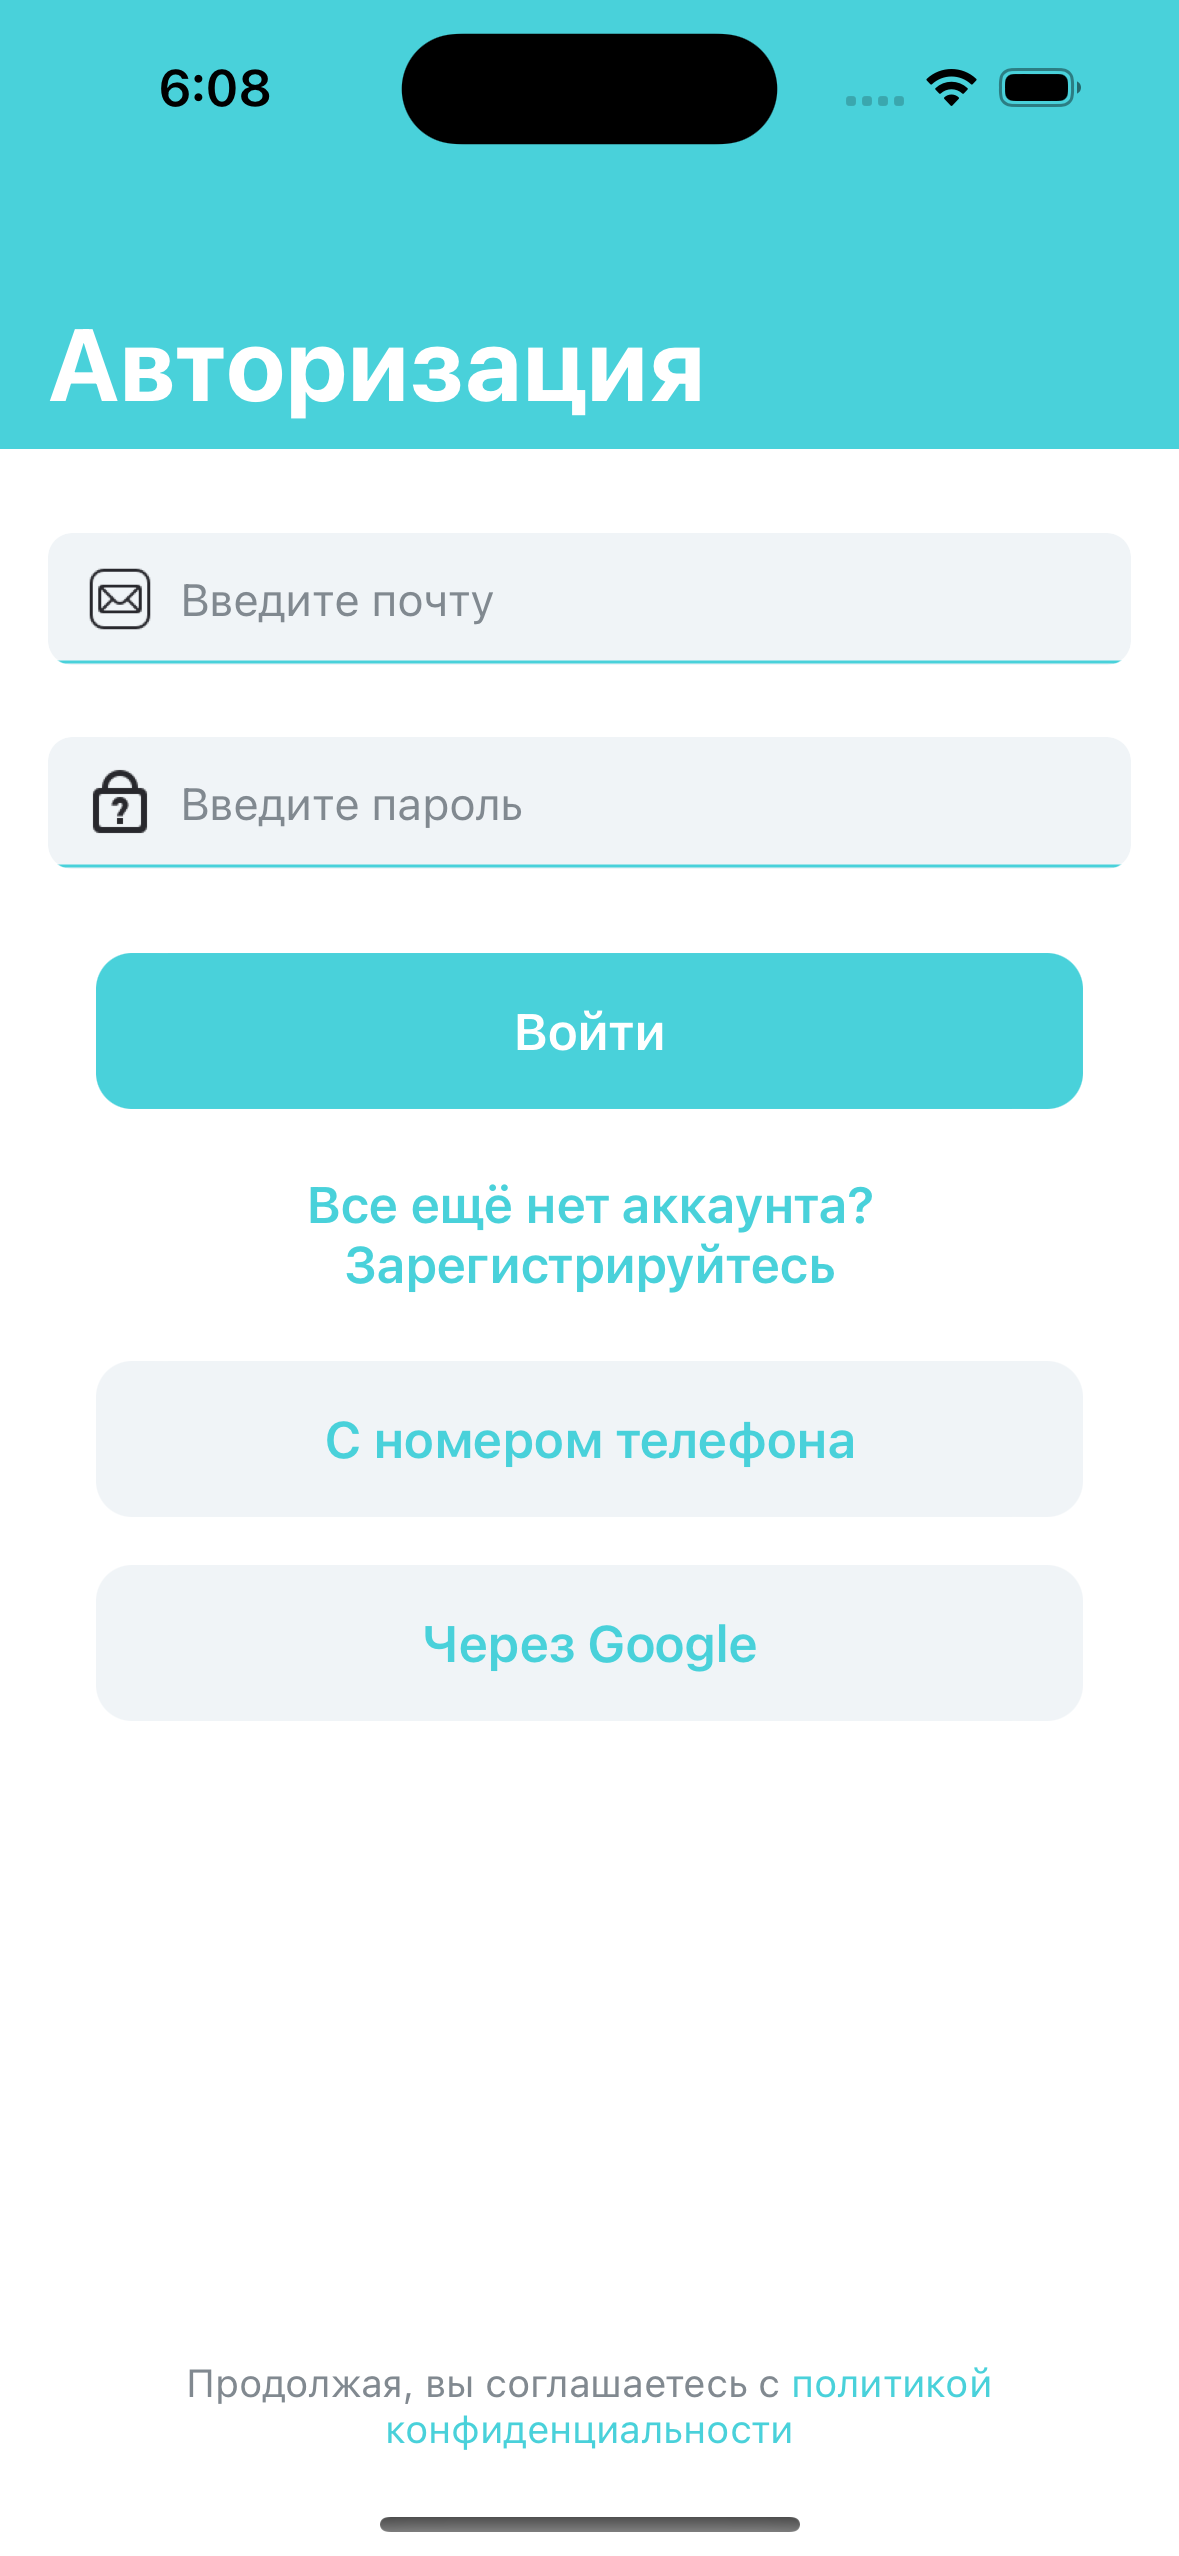 6:08
Авторизация
Введите почту
Введите пароль
Войти
Все ещё нет аккаунта?
Зарегистрируйтесь
С номером телефона
Через Google
Продолжая, вы соглашаетесь с политикой
конфиденциальности